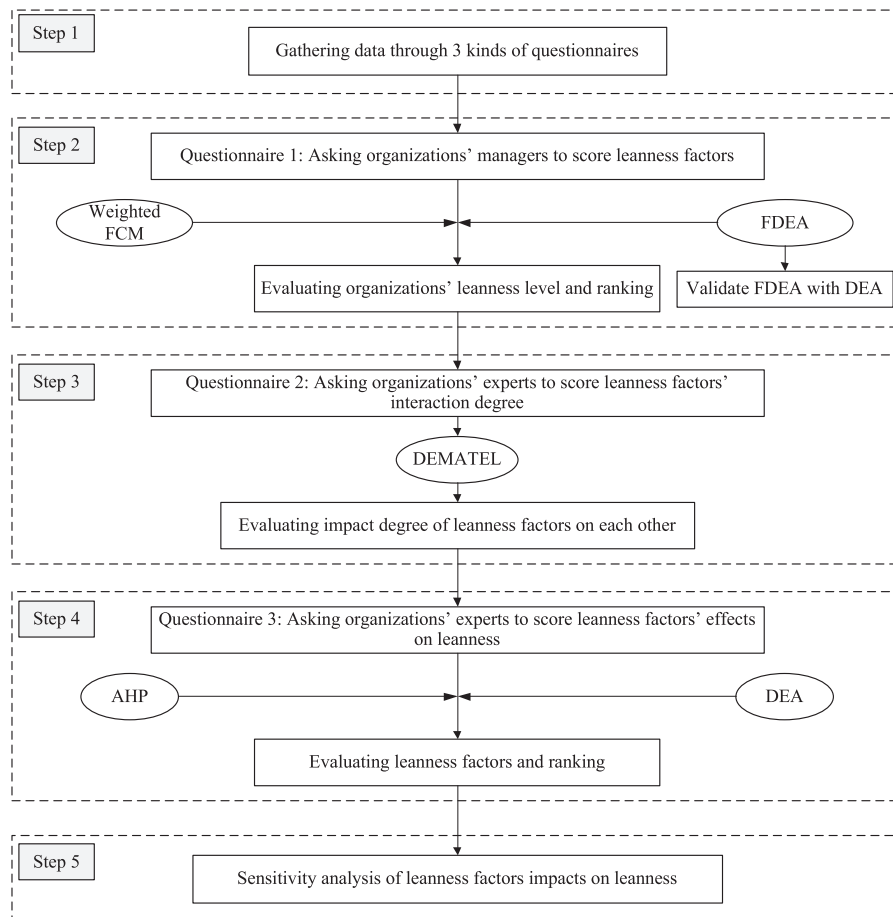 Step 1
Gathering data through 3 kinds of questionnaires
Step 2
Questionnaire 1: Asking organizations’ managers to score leanness factors
Weighted
FCM
FDEA
Evaluating organizations’ leanness level and ranking
Validate FDEA with DEA
Step 3
Questionnaire 2: Asking organizations’ experts to score leanness factors’
interaction degree
DEMATEL
Evaluating impact degree of leanness factors on each other
Step 4
Questionnaire 3: Asking organizations’ experts to score leanness factors’ effects
on leanness
AHP
DEA
Evaluating leanness factors and ranking
Step 5
Sensitivity analysis of leanness factors impacts on leanness